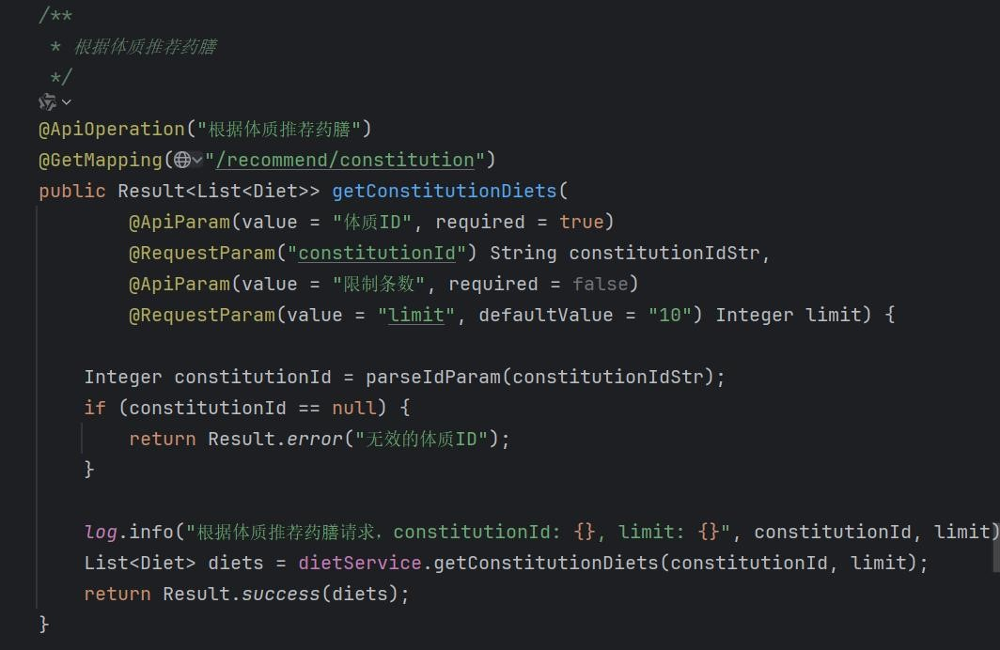 /**
 * 根据体质推荐药膳
 */
@ApiOperation("根据体质推荐药膳")
@GetMapping("/recommend/constitution")
public Result<List<Diet>> getConstitutionDiets(
        @ApiParam(value = "体质ID", required = true)
        @RequestParam("constitutionId") String constitutionIdStr,
        @ApiParam(value = "限制条数", required = false)
        @RequestParam(value = "limit", defaultValue = "10") Integer limit) {
    Integer constitutionId = parseIdParam(constitutionIdStr);
    if (constitutionId == null) {
        return Result.error("无效的体质ID");
    }
    log.info("根据体质推荐药膳请求，constitutionId: {}, limit: {}", constitutionId, limit)
    List<Diet> diets = dietService.getConstitutionDiets(constitutionId, limit);
    return Result.success(diets);
}